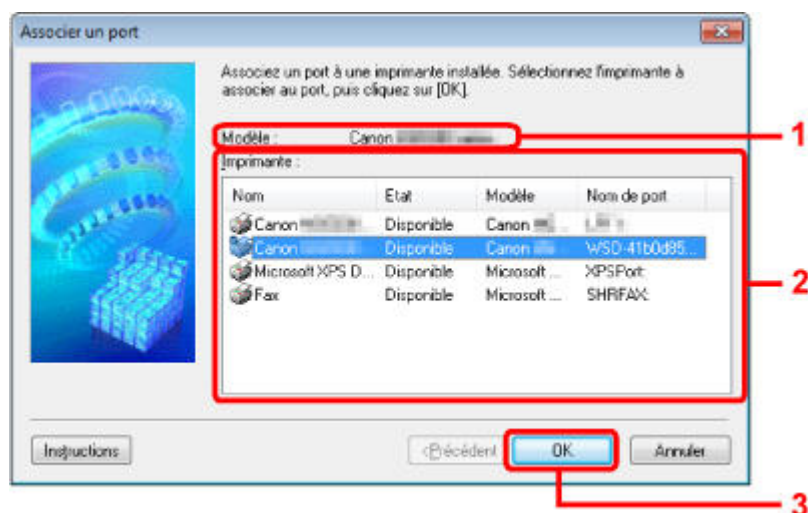 Associer un port
Associez un port à une imprimante installée. Sélectionnez l'imprimante à
associer au port, puis cliquez sur [OK].
Modèle : Canon
1
Imprimante :
Nom Etat Modèle Nom de port
Canon Disponible Canon
Canon Disponible Canon WSD-41b0d85...
Microsoft XPS D... Disponible Microsoft ... XPSPort:
Fax Disponible Microsoft ... SHRFAX:
2
Instructions <Précédent OK Annuler
3